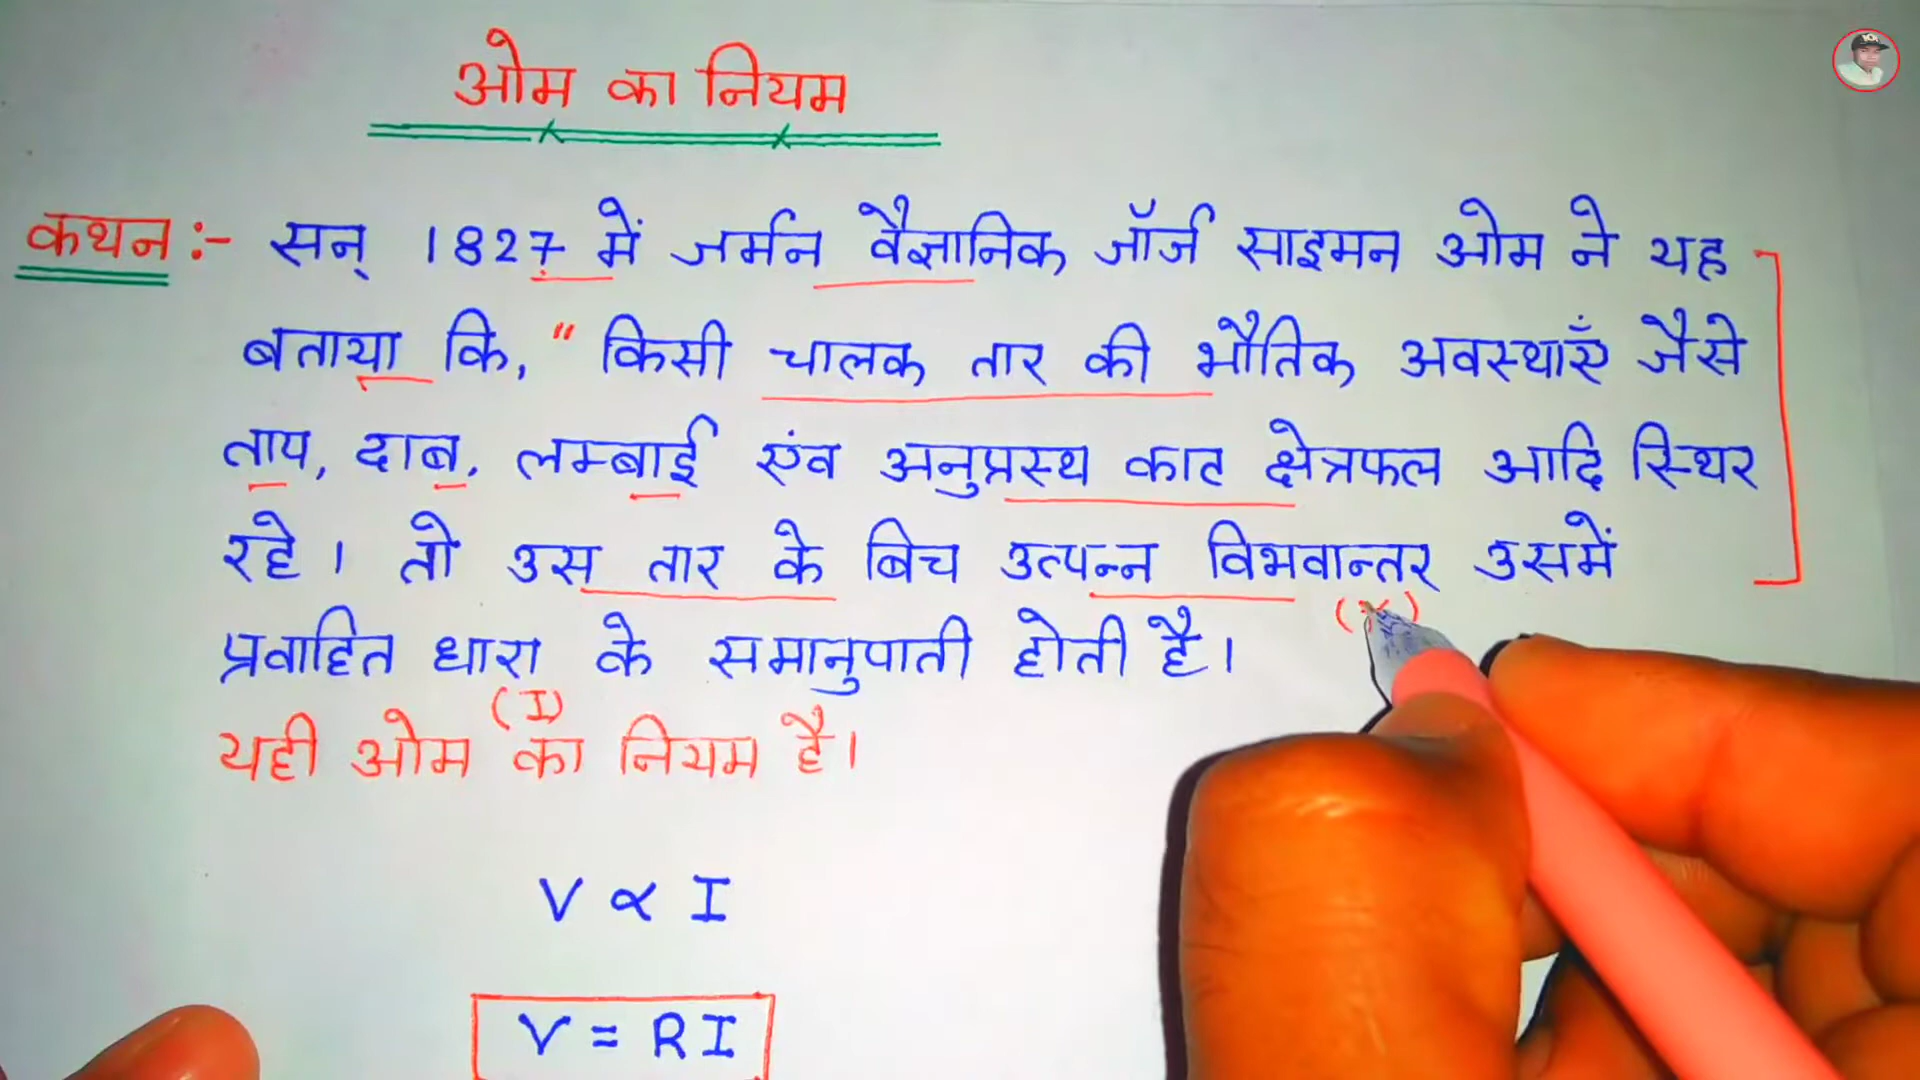 ओम का नियम
कथन :- सन् 1827 में जर्मन वैज्ञानिक जॉर्ज साइमन ओम ने यह
बताया कि, " किसी चालक तार की भौतिक अवस्थाएँ जैसे
ताप, दाब, लम्बाई एंव अनुप्रस्थ काट क्षेत्रफल आदि स्थिर
रहे। तो उस तार के बिच उत्पन्न विभवान्तर उसमें
प्रवाहित धारा के समानुपाती होती है।
(I)
यही ओम का नियम है।
V ∝ I
V = RI